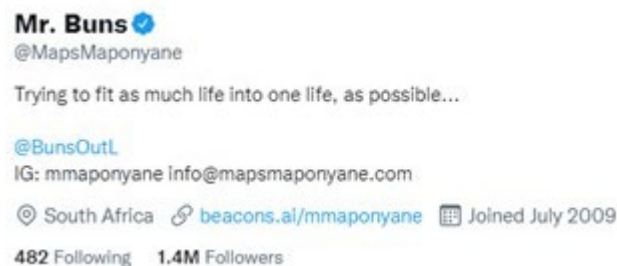 Mr. Buns
@MapsMaponyane
Trying to fit as much life into one life, as possible...
@BunsOutL
IG: mmaponyane info@mapsmaponyane.com
South Africa beacons.ai/mmaponyane Joined July 2009
482 Following 1.4M Followers